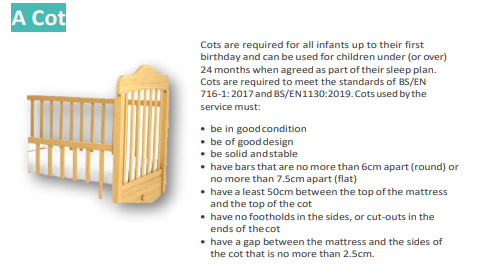 A Cot
Cots are required for all infants up to their first
birthday and can be used for children under (or over)
24 months when agreed as part of their sleep plan.
Cots are required to meet the standards of BS/EN
716-1: 2017 and BS/EN1130:2019. Cots used by the
service must:
• be in good condition
• be of good design
• be solid and stable
• have bars that are no more than 6cm apart (round) or
no more than 7.5cm apart (flat)
• have a least 50cm between the top of the mattress
and the top of the cot
• have no footholds in the sides, or cut-outs in the
ends of the cot
• have a gap between the mattress and the sides of
the cot that is no more than 2.5cm.